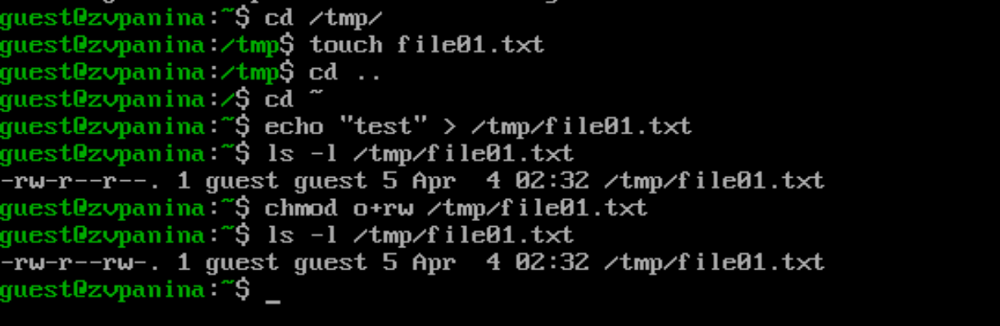 guest@zvpanina:~$ cd /tmp/
guest@zvpanina:/tmp$ touch file01.txt
guest@zvpanina:/tmp$ cd ..
guest@zvpanina:/$ cd ~
guest@zvpanina:~$ echo "test" > /tmp/file01.txt
guest@zvpanina:~$ ls -l /tmp/file01.txt
-rw-r--r--. 1 guest guest 5 Apr  4 02:32 /tmp/file01.txt
guest@zvpanina:~$ chmod o+rw /tmp/file01.txt
guest@zvpanina:~$ ls -l /tmp/file01.txt
-rw-r--rw-. 1 guest guest 5 Apr  4 02:32 /tmp/file01.txt
guest@zvpanina:~$ _